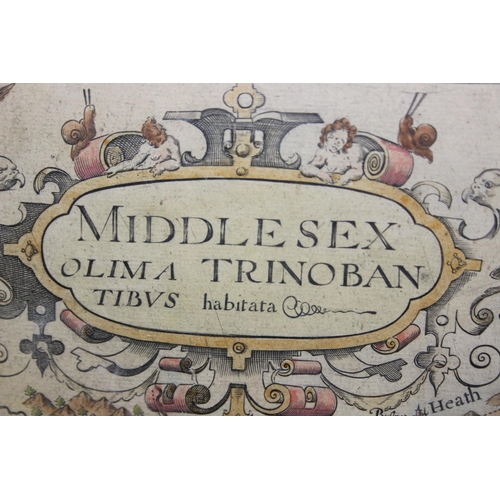 MIDDLESEX
OLIMA TRINOBAN
TIBVS habitata
Heath